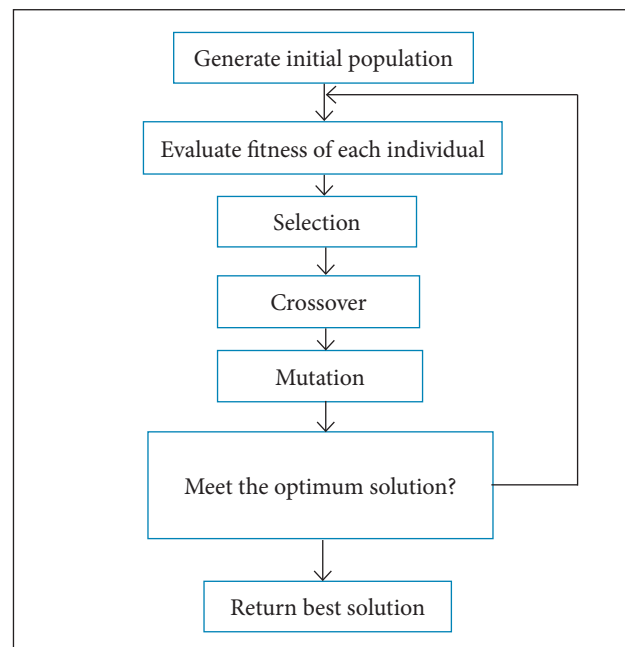 Generate initial population
Evaluate fitness of each individual
Selection
Crossover
Mutation
Meet the optimum solution?
Return best solution